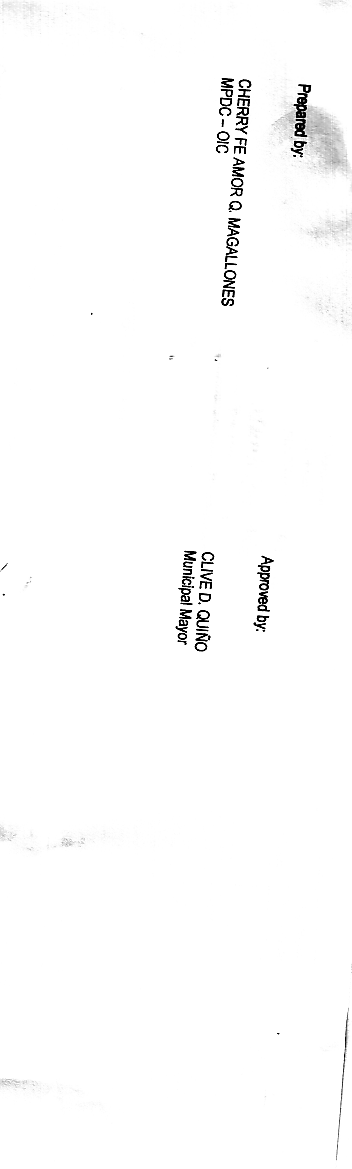 Prepared by:
CHERRY FE AMOR Q. MAGALLONES
MPDC – OIC
Approved by:
CLIVE D. QUIÑO
Municipal Mayor